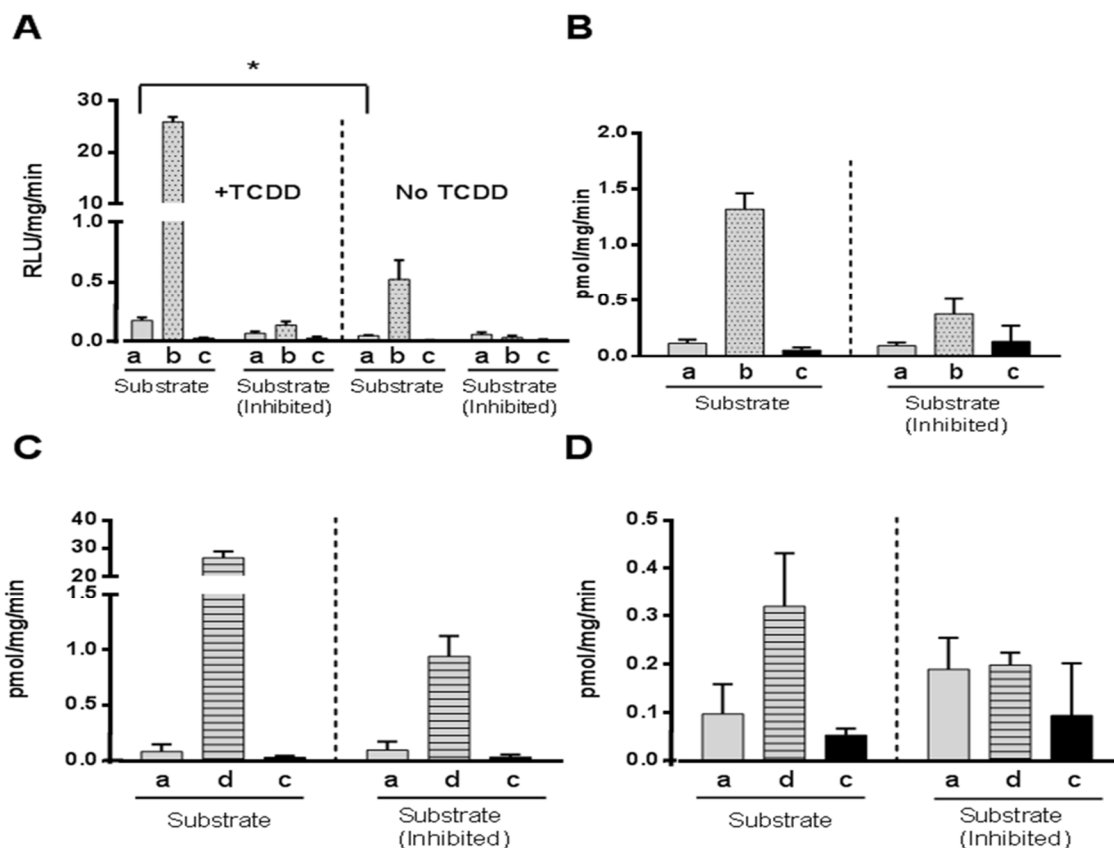 A
*
RLU/mg/min
30
20
10
1.0
0.5
0.0
+TCDD
No TCDD
a b c a b c a b c a b c
Substrate Substrate (Inhibited) Substrate Substrate (Inhibited)
B
pmol/mg/min
2.0
1.5
1.0
0.5
0.0
a b c a b c
Substrate Substrate (Inhibited)
C
pmol/mg/min
40
30
20
1.5
1.0
0.5
0.0
a d c a d c
Substrate Substrate (Inhibited)
D
pmol/mg/min
0.5
0.4
0.3
0.2
0.1
0.0
a d c a d c
Substrate Substrate (Inhibited)